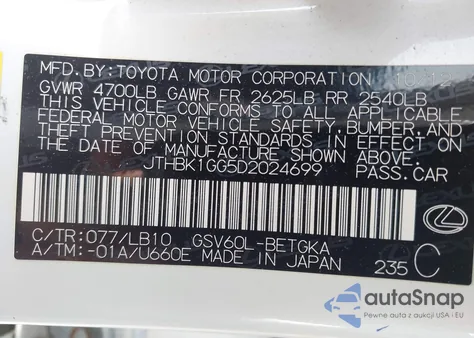 MFD.BY:TOYOTA MOTOR CORPORATION
GVWR 4700LB GAWR FR 2625LB RR 2540LB
THIS VEHICLE CONFORMS TO ALL APPLICABLE
FEDERAL MOTOR VEHICLE SAFETY, BUMPER, AND
THEFT PREVENTION STANDARDS IN EFFECT ON
THE DATE OF MANUFACTURE SHOWN ABOVE.
JTHBK1GG5D2024699 PASS.CAR
C/TR:077/LB10 GSV60L-BETGKA
A/TM:-01A/U660E MADE IN JAPAN 235 C
autoSnap
Pewne auta z aukcji USA i EU